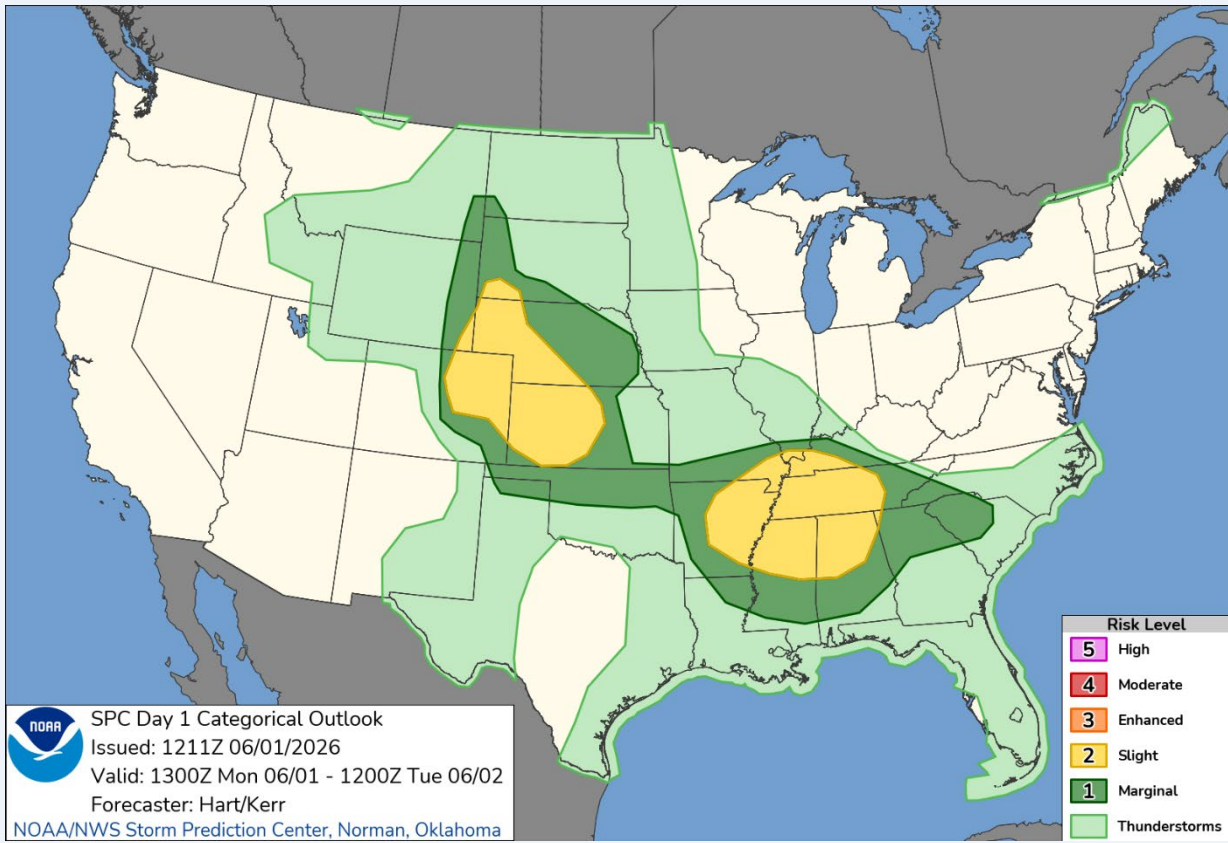 Risk Level
5 High
4 Moderate
3 Enhanced
2 Slight
1 Marginal
Thunderstorms
NOAA
SPC Day 1 Categorical Outlook
Issued: 1211Z 06/01/2026
Valid: 1300Z Mon 06/01 - 1200Z Tue 06/02
Forecaster: Hart/Kerr
NOAA/NWS Storm Prediction Center, Norman, Oklahoma